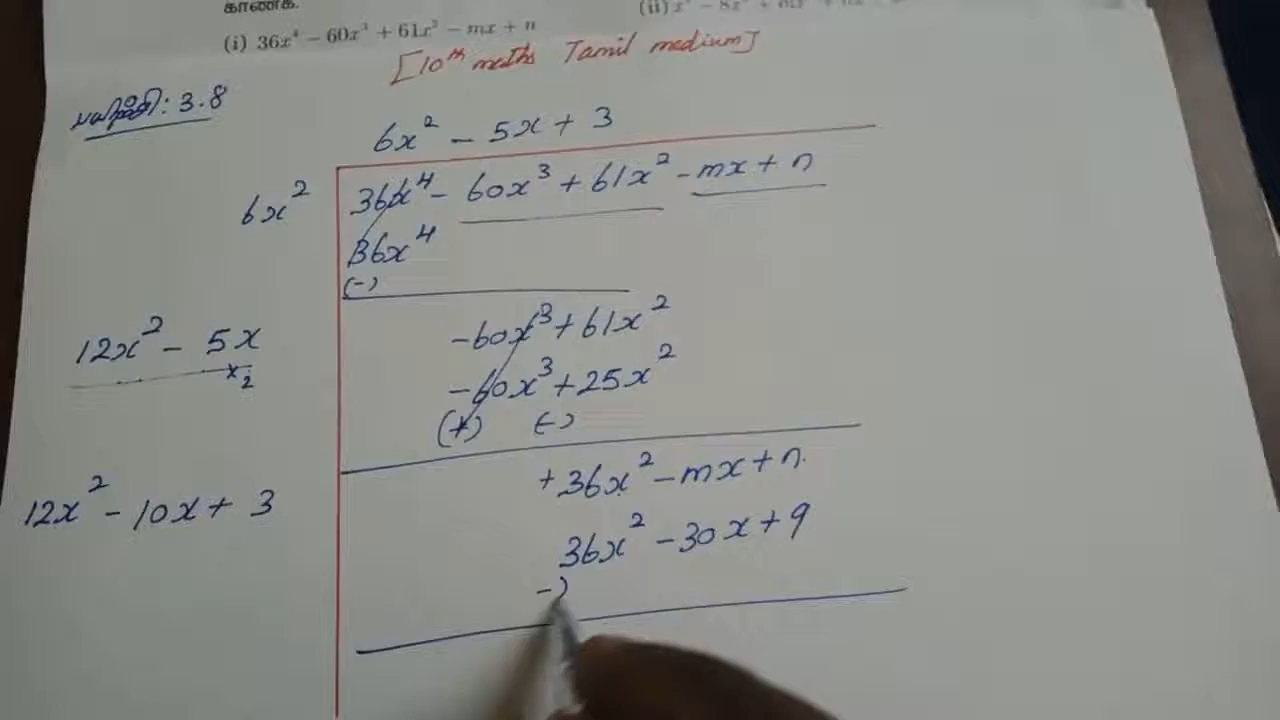 காண்க.
(i) 36x⁴ − 60x³ + 61x² − mx + n
(ii)
[10ᵗʰ maths Tamil medium]
பயிற்சி: 3.8
6x² − 5x + 3
6x² 36x⁴ − 60x³ + 61x² − mx + n
36x⁴
(−)
−60x³ + 61x²
12x² − 5x
×2
−60x³ + 25x²
(+) (−)
+36x² − mx + n
12x² − 10x + 3
36x² − 30x + 9
−)